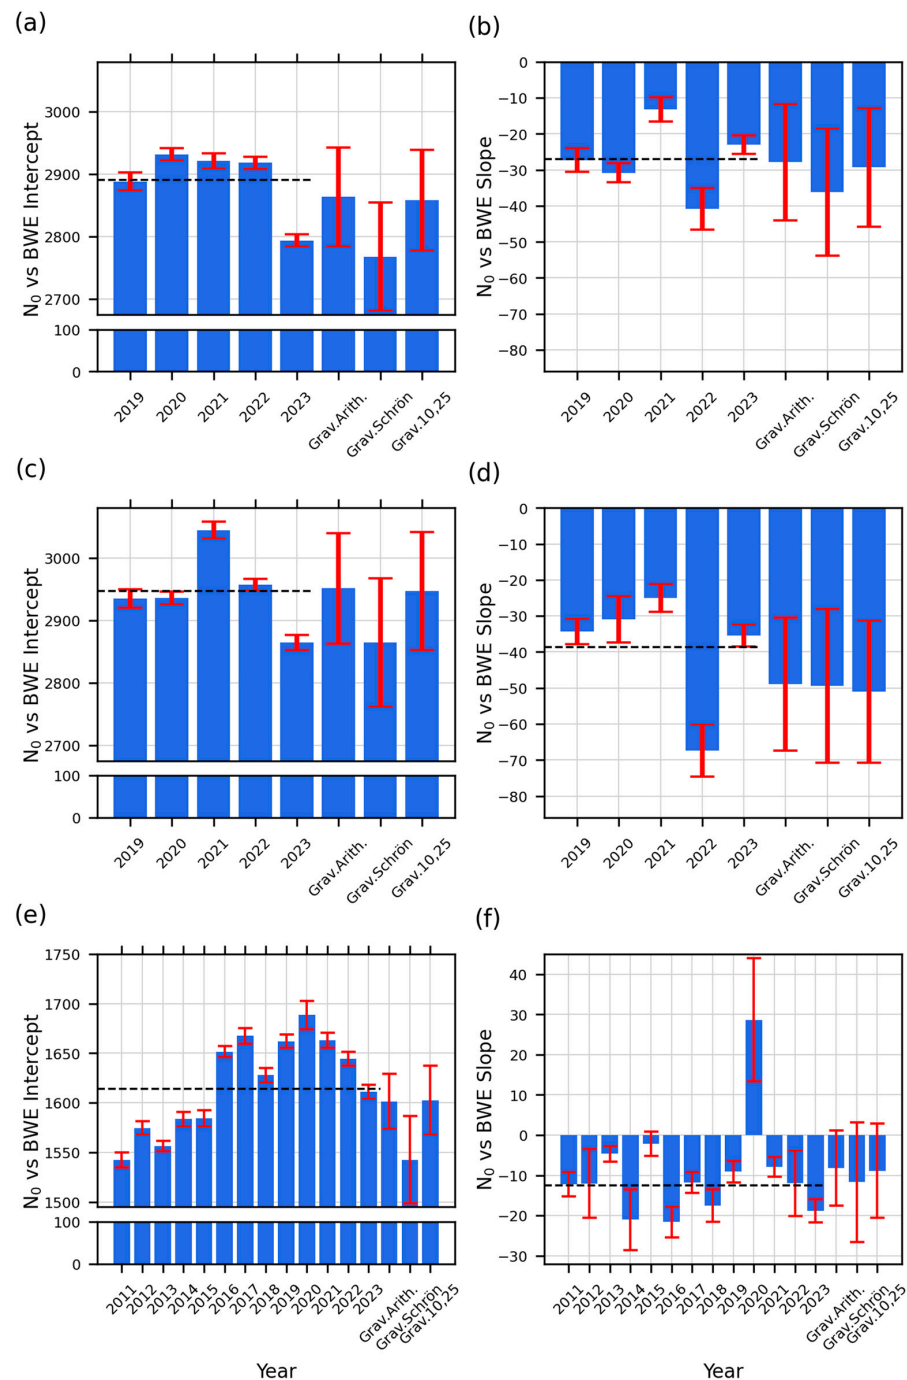 (a)
N0 vs BWE Intercept
3000
2900
2800
2700
100
0
2019
2020
2021
2022
2023
Grav.Arith.
Grav.Schrön
Grav.10,25
(b)
N0 vs BWE Slope
0
−10
−20
−30
−40
−50
−60
−70
−80
2019
2020
2021
2022
2023
Grav.Arith.
Grav.Schrön
Grav.10,25
(c)
N0 vs BWE Intercept
3000
2900
2800
2700
100
0
2019
2020
2021
2022
2023
Grav.Arith.
Grav.Schrön
Grav.10,25
(d)
N0 vs BWE Slope
0
−10
−20
−30
−40
−50
−60
−70
−80
2019
2020
2021
2022
2023
Grav.Arith.
Grav.Schrön
Grav.10,25
(e)
N0 vs BWE Intercept
1750
1700
1650
1600
1550
1500
100
0
2011
2012
2013
2014
2015
2016
2017
2018
2019
2020
2021
2022
2023
Grav.Arith.
Grav.Schrön
Grav.10,25
Year
(f)
N0 vs BWE Slope
40
30
20
10
0
−10
−20
−30
2011
2012
2013
2014
2015
2016
2017
2018
2019
2020
2021
2022
2023
Grav.Arith.
Grav.Schrön
Grav.10,25
Year